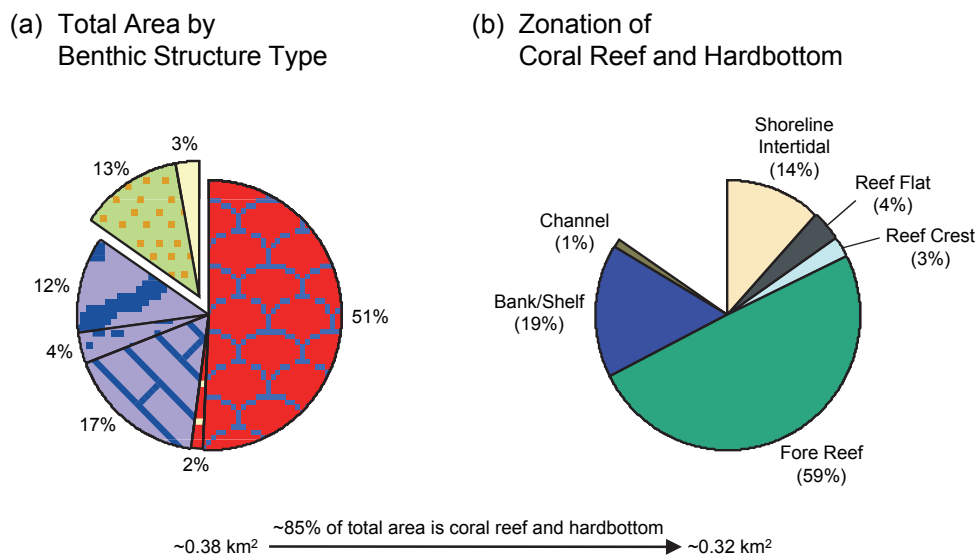 (a) Total Area by
Benthic Structure Type
(b) Zonation of
Coral Reef and Hardbottom
3%
13%
12%
4%
17%
2%
51%
Shoreline
Intertidal
(14%)
Reef Flat
(4%)
Reef Crest
(3%)
Channel
(1%)
Bank/Shelf
(19%)
Fore Reef
(59%)
~85% of total area is coral reef and hardbottom
~0.38 km²
~0.32 km²